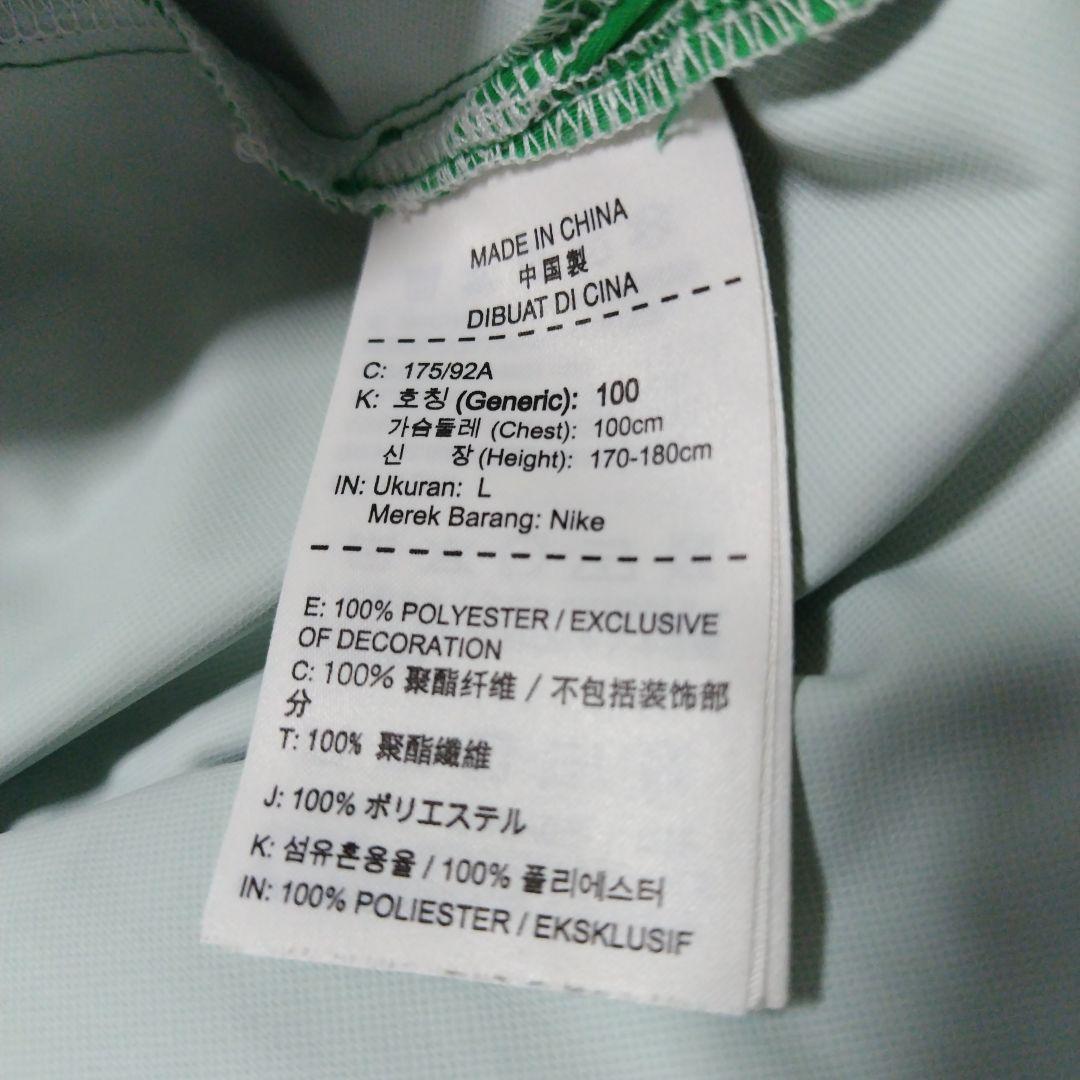 MADE IN CHINA
中国製
DIBUAT DI CINA
C: 175/92A
K: 호칭 (Generic): 100
가슴둘레 (Chest): 100cm
신 장 (Height): 170-180cm
IN: Ukuran: L
Merek Barang: Nike
E: 100% POLYESTER / EXCLUSIVE
OF DECORATION
C: 100% 聚酯纤维 / 不包括装饰部
分
T: 100% 聚酯纖維
J: 100% ポリエステル
K: 섬유혼용율 / 100% 폴리에스터
IN: 100% POLIESTER / EKSKLUSIF